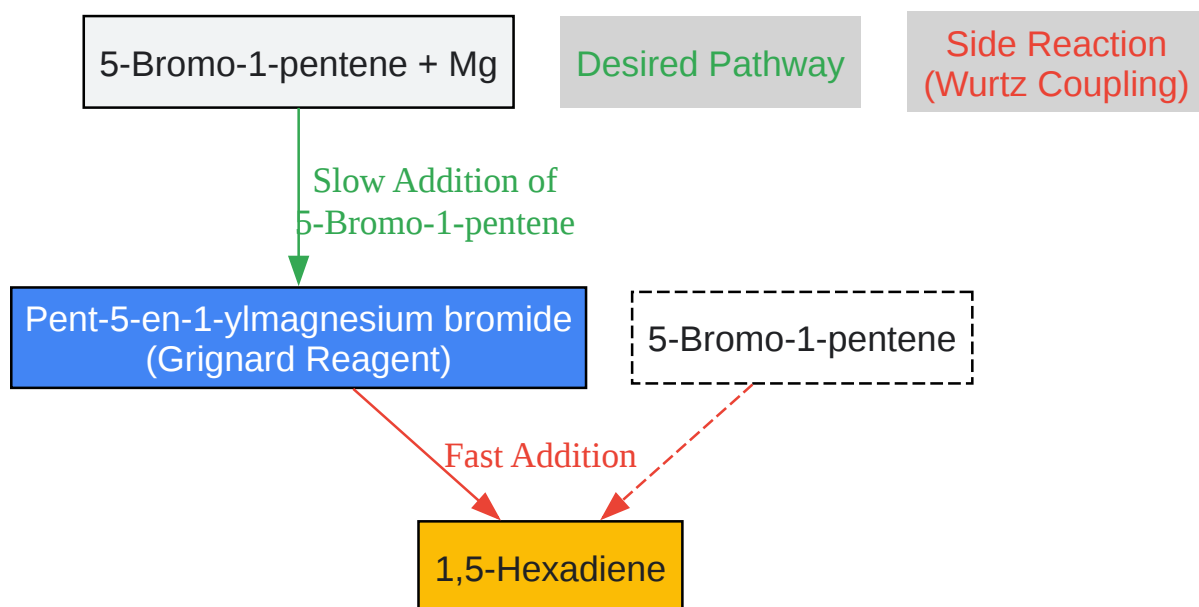 5-Bromo-1-pentene + Mg
Desired Pathway
Side Reaction
(Wurtz Coupling)
Slow Addition of
5-Bromo-1-pentene
Pent-5-en-1-ylmagnesium bromide
(Grignard Reagent)
5-Bromo-1-pentene
Fast Addition
1,5-Hexadiene